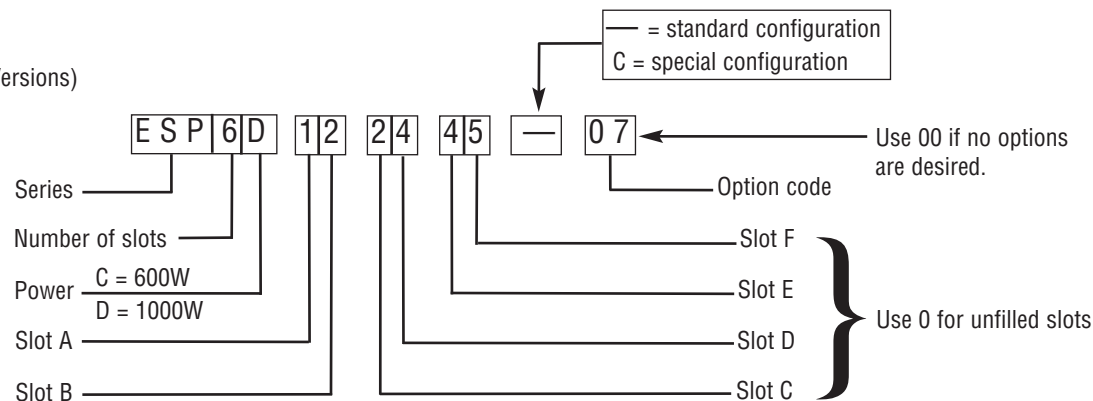 — = standard configuration
C = special configuration
ersions)
E S P 6 D 1 2 2 4 4 5 — 0 7
Use 00 if no options
are desired.
Series
Option code
Number of slots
Slot F
Power
C = 600W
D = 1000W
Slot E
Use 0 for unfilled slots
Slot A
Slot D
Slot B
Slot C